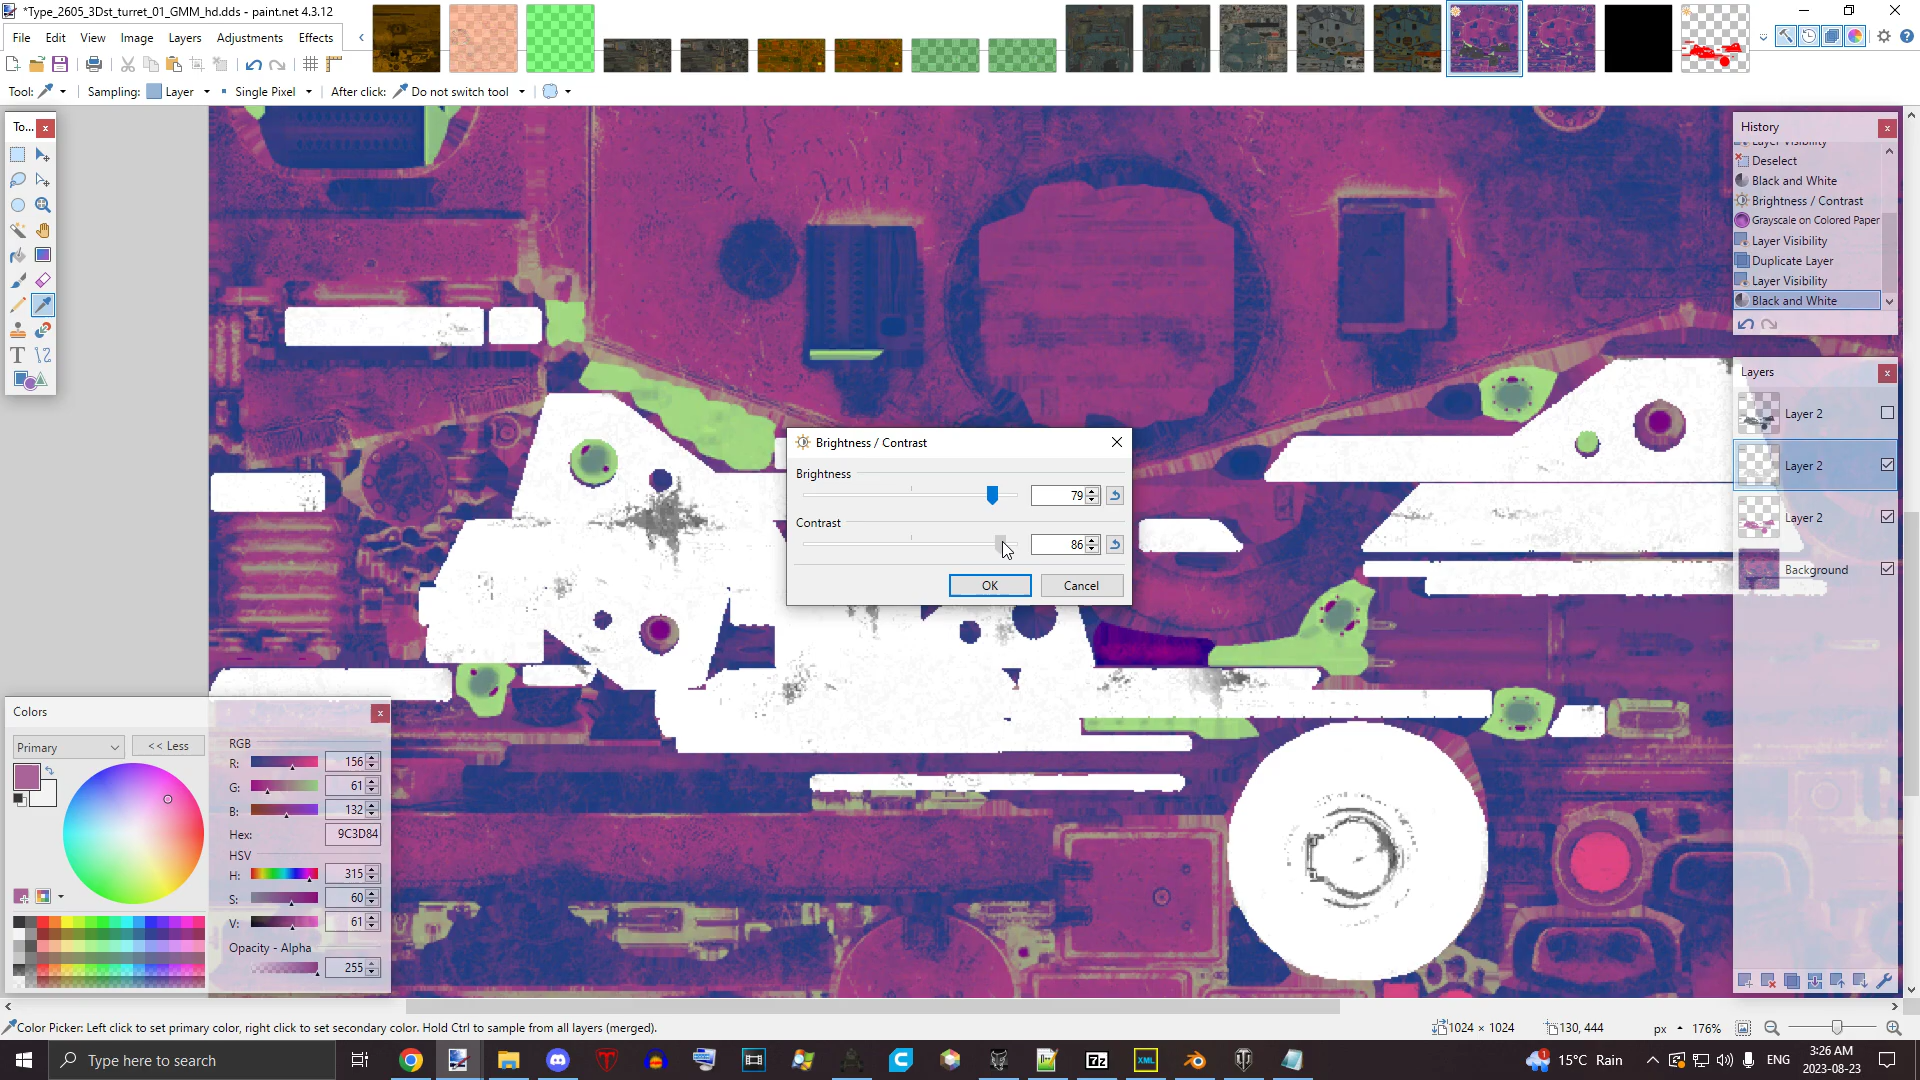 *Type_2605_3Dst_turret_01_GMM_hd.dds - paint.net 4.3.12
File Edit View Image Layers Adjustments Effects
Tool: Sampling: Layer Single Pixel After click: Do not switch tool
To...
History
Layer Visibility
Deselect
Black and White
Brightness / Contrast
Grayscale on Colored Paper
Layer Visibility
Duplicate Layer
Layer Visibility
Black and White
Layers
Layer 2
Layer 2
Layer 2
Background
Brightness / Contrast
Brightness
79
Contrast
86
OK Cancel
Colors
Primary << Less
RGB
R: 156
G: 61
B: 132
Hex: 9C3D84
HSV
H: 315
S: 60
V: 61
Opacity - Alpha
255
Color Picker: Left click to set primary color, right click to set secondary color. Hold Ctrl to sample from all layers (merged).
1024 × 1024 130, 444 px 176%
Type here to search
7z
XML
1
15°C Rain
ENG
3:26 AM
2023-08-23